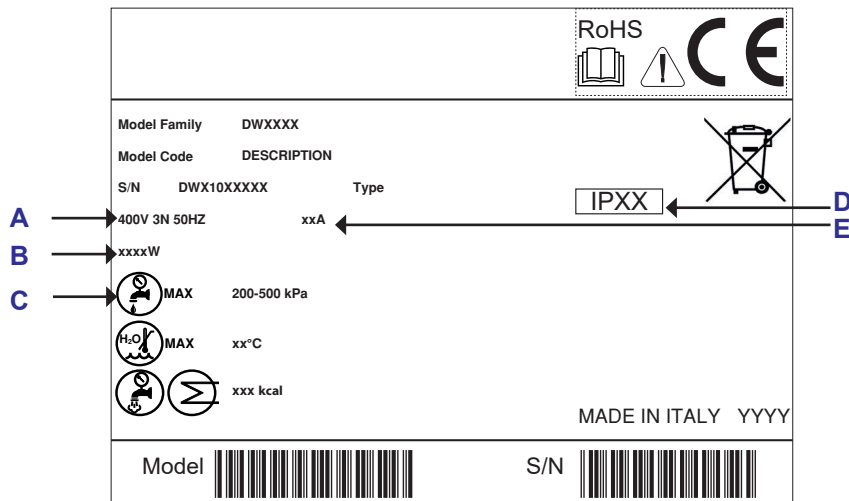 RoHS
CE
Model Family DWXXXX
Model Code DESCRIPTION
S/N DWX10XXXXX Type
IPXX
D
A
400V 3N 50HZ xxA
E
B
xxxxW
C
MAX 200-500 kPa
H₂O MAX xx°C
xxx kcal
MADE IN ITALY YYYY
Model
S/N